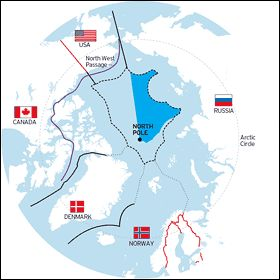 USA
North West
Passage
CANADA
RUSSIA
NORTH
POLE
Arctic
Circle
DENMARK
NORWAY